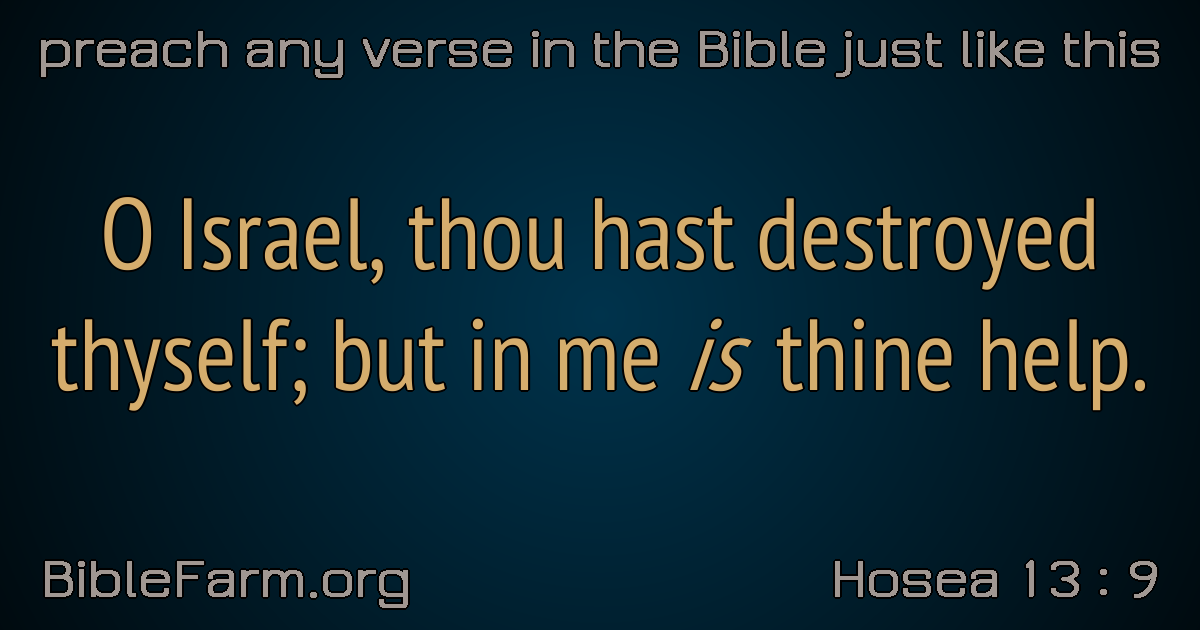 preach any verse in the Bible just like this
O Israel, thou hast destroyed
thyself; but in me is thine help.
BibleFarm.org
Hosea 13 : 9